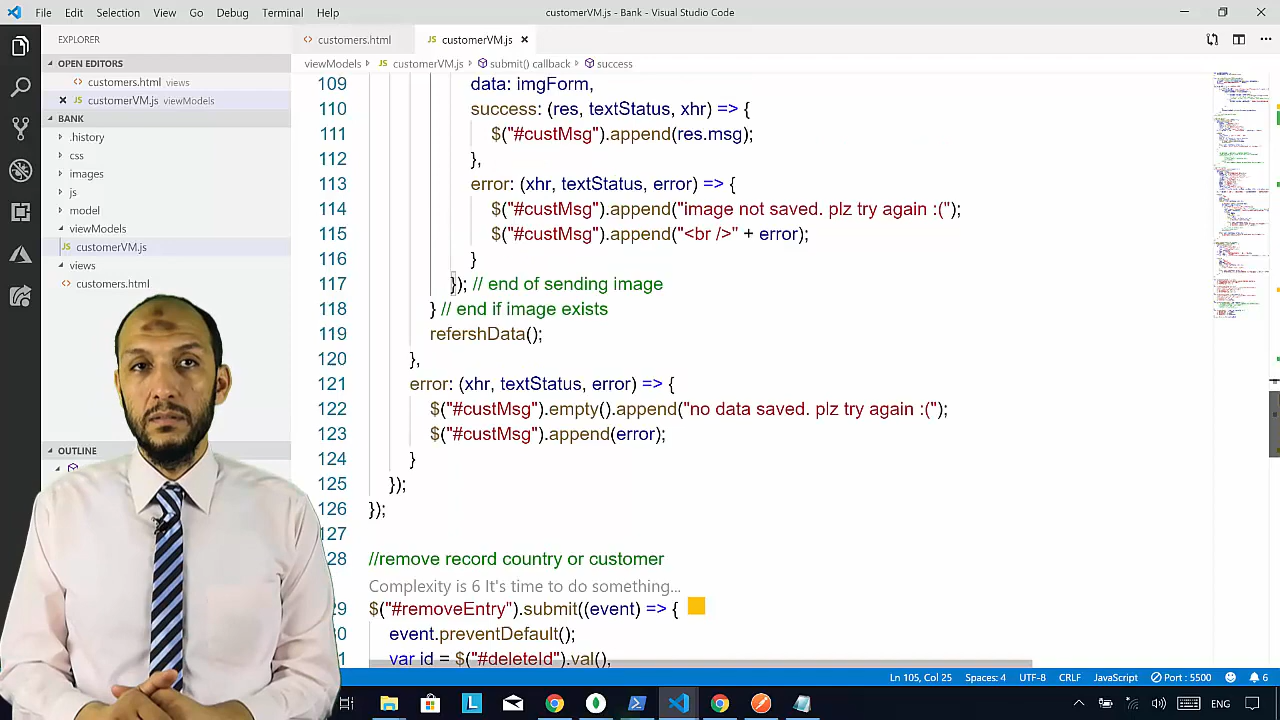 File Edit Selection View Go Debug Terminal Help
customerVM.js - Bank - Visual Studio Code
EXPLORER
OPEN EDITORS
customers.html views
customerVM.js viewModels
BANK
.history
css
images
js
model
viewModels
customerVM.js
views
customers.html
OUTLINE
customers.html
customerVM.js
viewModels customerVM.js submit() callback success
109 data: imgForm,
110 success: (res, textStatus, xhr) => {
111 $("#custMsg").append(res.msg);
112 },
113 error: (xhr, textStatus, error) => {
114 $("#custMsg").append("image not saved. plz try again :(");
115 $("#custMsg").append("<br />" + error);
116 }
117 }); // end of sending image
118 } // end if image exists
119 refershData();
120 },
121 error: (xhr, textStatus, error) => {
122 $("#custMsg").empty().append("no data saved. plz try again :(");
123 $("#custMsg").append(error);
124 }
125 });
126 });
127
28 //remove record country or customer
Complexity is 6 It's time to do something...
29 $("#removeEntry").submit((event) => {
30 event.preventDefault();
31 var id = $("#deleteId").val(),
Ln 105, Col 25 Spaces: 4 UTF-8 CRLF JavaScript Port : 5500 6
ENG